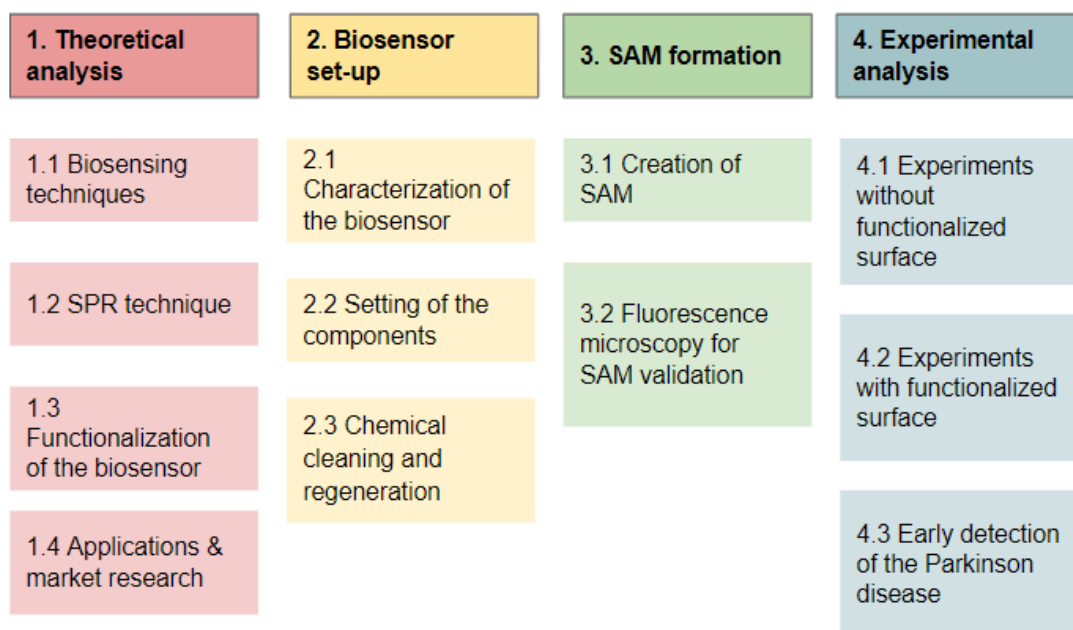 1. Theoretical
analysis
1.1 Biosensing
techniques
1.2 SPR technique
1.3
Functionalization
of the biosensor
1.4 Applications &
market research
2. Biosensor
set-up
2.1
Characterization of
the biosensor
2.2 Setting of the
components
2.3 Chemical
cleaning and
regeneration
3. SAM formation
3.1 Creation of
SAM
3.2 Fluorescence
microscopy for
SAM validation
4. Experimental
analysis
4.1 Experiments
without
functionalized
surface
4.2 Experiments
with functionalized
surface
4.3 Early detection
of the Parkinson
disease